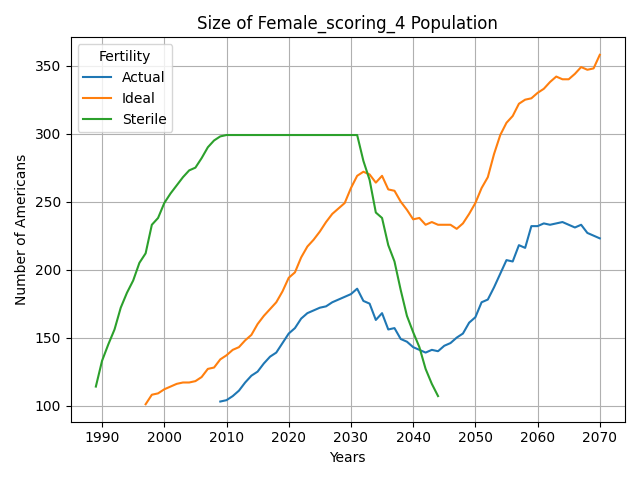 Size of Female_scoring_4 Population
Fertility
Actual
Ideal
Sterile
Number of Americans
350
300
250
200
150
100
1990 2000 2010 2020 2030 2040 2050 2060 2070
Years